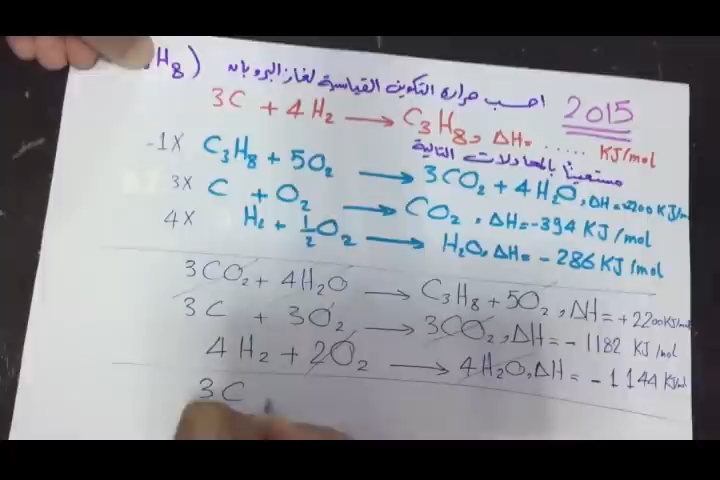 2015 احسب حرارة التكوين القياسية لغاز البروبان (H₈
3C + 4H₂ → C₃H₈, ΔH= ...... KJ/mol
مستعيناً بالمعادلات التالية
-1X C₃H₈ + 5O₂ → 3CO₂ + 4H₂O, ΔH=-2200 KJ/m
3X C + O₂ → CO₂, ΔH=-394 KJ/mol
4X H₂ + ½O₂ → H₂O, ΔH= -286 KJ/mol
3CO₂ + 4H₂O → C₃H₈ + 5O₂, ΔH=+2200 KJ/mol
3C + 3O₂ → 3CO₂, ΔH= -1182 KJ/mol
4H₂ + 2O₂ → 4H₂O, ΔH= -1144 KJ/mol
3C